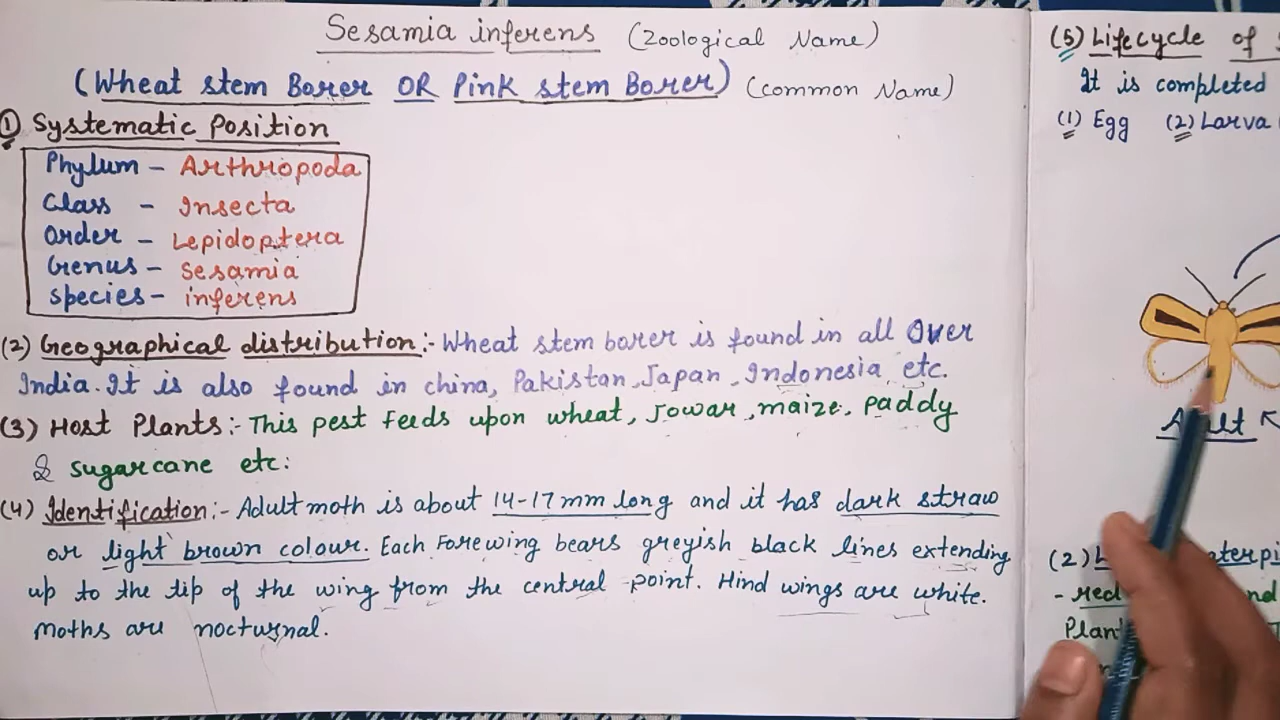 Sesamia inferens (Zoological Name)
(Wheat stem Borer OR Pink stem Borer) (common Name)
① Systematic Position
Phylum - Arthropoda
Class - Insecta
Order - Lepidoptera
Genus - Sesamia
Species - inferens
(2) Geographical distribution:- Wheat stem borer is found in all Over
India. It is also found in china, Pakistan, Japan, Indonesia etc.
(3) Host Plants:- This pest feeds upon wheat, Jowar, maize, Paddy
& sugarcane etc:
(4) Identification:- Adult moth is about 14-17mm long and it has dark straw
or light brown colour. Each Forewing bears greyish black lines extending
up to the tip of the wing from the central point. Hind wings are white.
Moths are nocturnal.
(5) Lifecycle of
It is completed
(1) Egg (2) Larva
Adult
(2)
- red